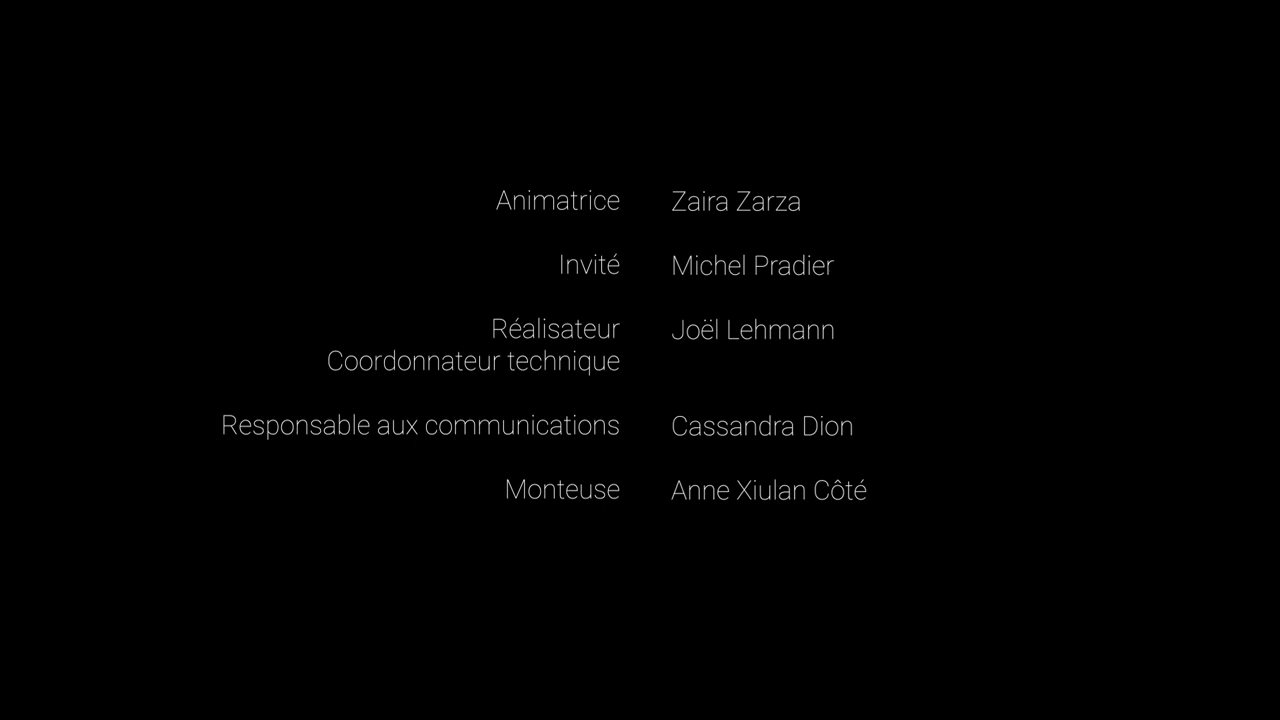 Animatrice Zaira Zarza
Invité Michel Pradier
Réalisateur Joël Lehmann
Coordonnateur technique
Responsable aux communications Cassandra Dion
Monteuse Anne Xiulan Côté